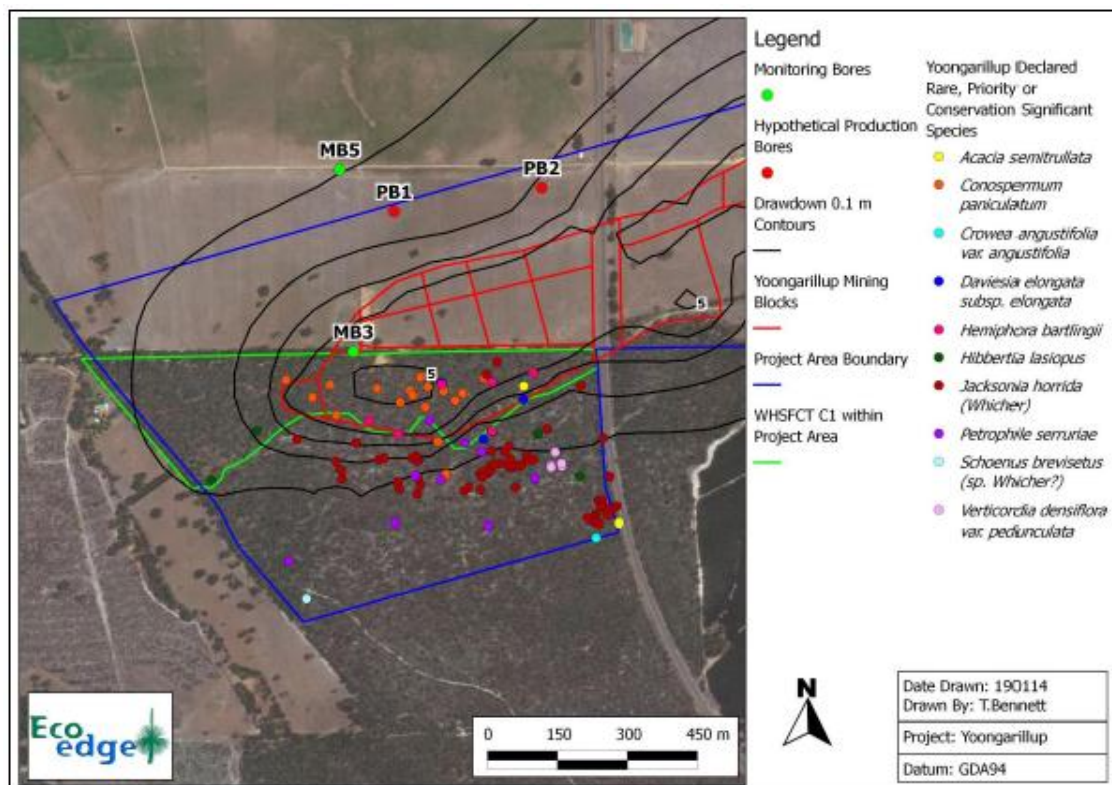 MB5
PB2
PB1
MB3
5
5
Eco
edge
0 150 300 450 m
Legend
Monitoring Bores
Hypothetical Production
Bores
Drawdown 0.1 m
Contours
Yoongarillup Mining
Blocks
Project Area Boundary
WHSFCT C1 within
Project Area
Yoongarillup Declared
Rare, Priority or
Conservation Significant
Species
Acacia semitrullata
Conospermum
paniculatum
Crowea angustifolia
var. angustifolia
Daviesia elongata
subsp. elongata
Hemiphora bartlingii
Hibbertia lasiopus
Jacksonia horrida
(Whicher)
Petrophile serruriae
Schoenus brevisetus
(sp. Whicher?)
Verticordia densiflora
var. pedunculata
N
Date Drawn: 190114
Drawn By: T.Bennett
Project: Yoongarillup
Datum: GDA94